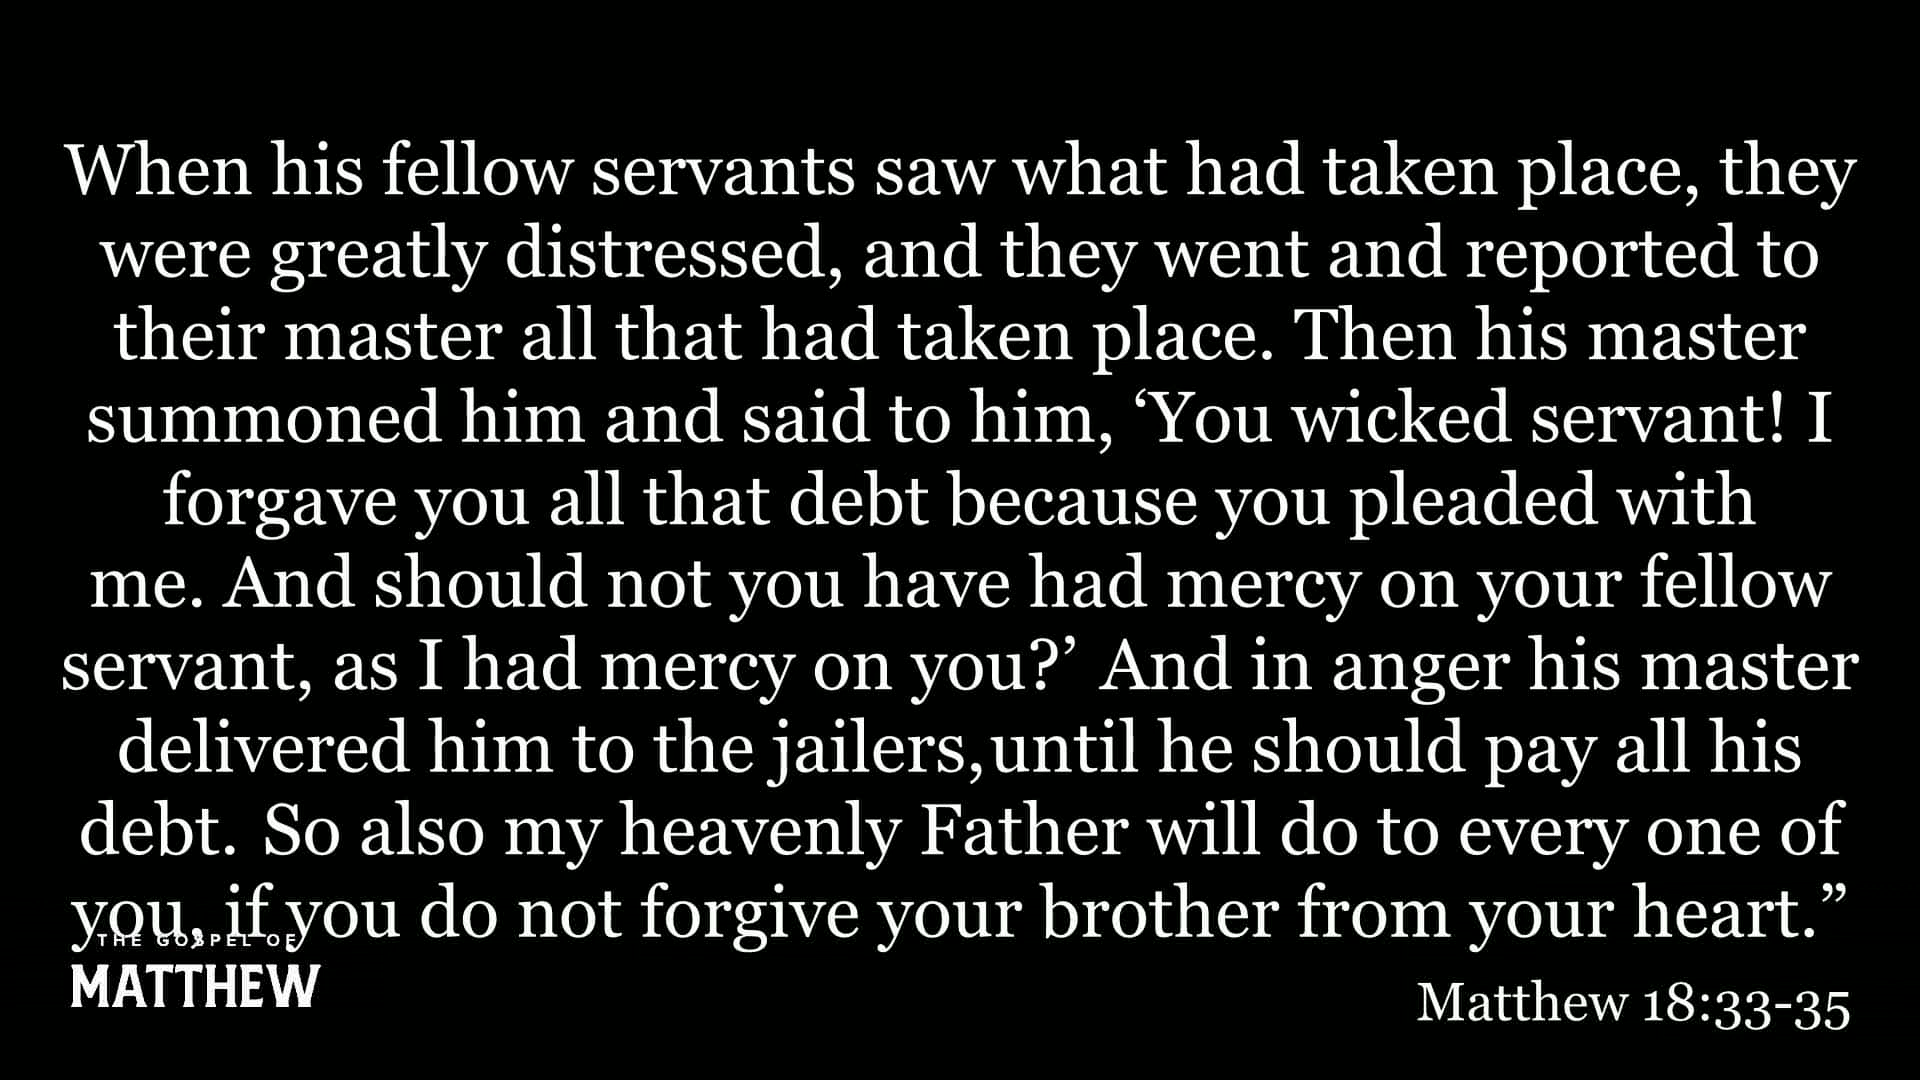 When his fellow servants saw what had taken place, they
were greatly distressed, and they went and reported to
their master all that had taken place. Then his master
summoned him and said to him, ‘You wicked servant! I
forgave you all that debt because you pleaded with
me. And should not you have had mercy on your fellow
servant, as I had mercy on you?’ And in anger his master
delivered him to the jailers,until he should pay all his
debt. So also my heavenly Father will do to every one of
you, if you do not forgive your brother from your heart.”
THE GOSPEL OF
MATTHEW
Matthew 18:33-35